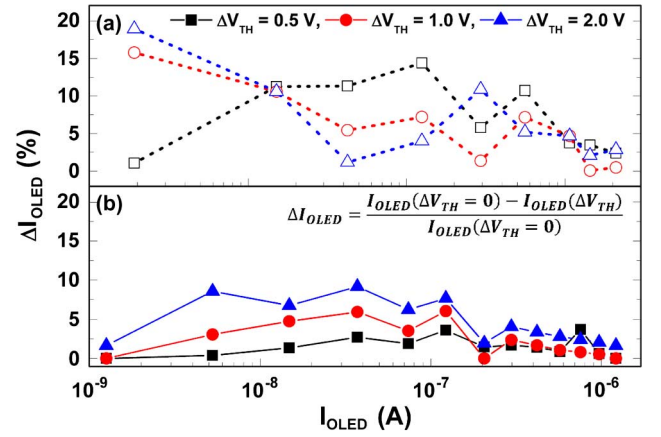 (a) ΔV_TH = 0.5 V, ΔV_TH = 1.0 V, ΔV_TH = 2.0 V
20
15
10
5
0
ΔI_OLED (%)
(b) ΔI_OLED = (I_OLED(ΔV_TH = 0) − I_OLED(ΔV_TH)) / I_OLED(ΔV_TH = 0)
20
15
10
5
0
10^-9 10^-8 10^-7 10^-6
I_OLED (A)